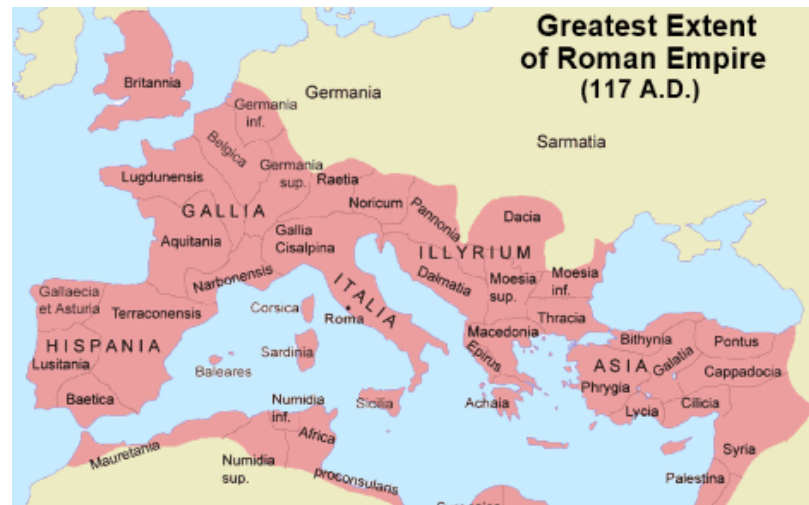 Greatest Extent
of Roman Empire
(117 A.D.)
Britannia
Germania
Germania
inf.
Belgica
Sarmatia
Lugdunensis
Germania
sup.
Raetia
Noricum
Pannonia
Dacia
GALLIA
Aquitania
Gallia
Cisalpina
ILLYRIUM
Dalmatia
Moesia
sup.
Moesia
inf.
Narbonensis
ITALIA
Gallaecia
et Asturia
Terraconensis
Corsica
Roma
Thracia
Macedonia
Epirus
Bithynia
Pontus
HISPANIA
Lusitania
Sardinia
Baleares
ASIA
Galatia
Cappadocia
Phrygia
Baetica
Numidia
inf.
Sicilia
Achaia
Lycia
Cilicia
Africa
Mauretania
Numidia
sup.
proconsularis
Syria
Palestina